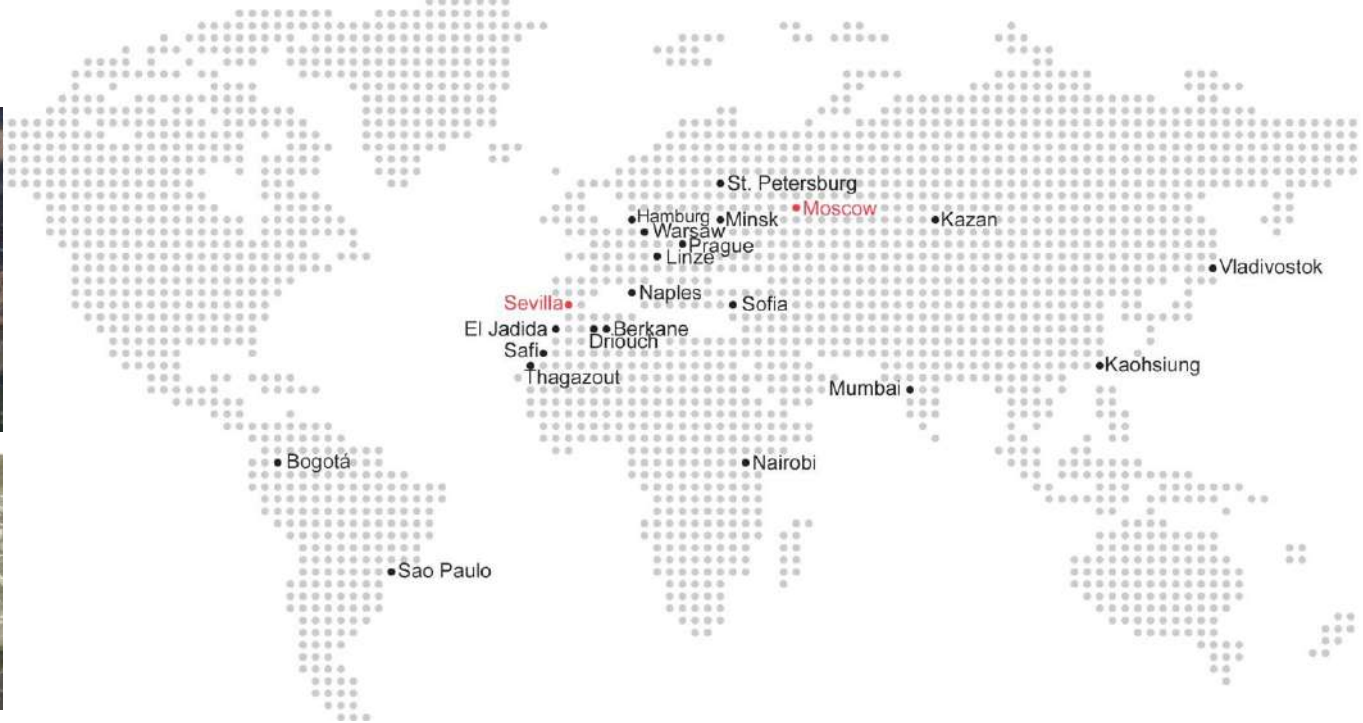 St. Petersburg
Moscow
Hamburg
Minsk
Kazan
Warsaw
Prague
Linze
Vladivostok
Naples
Sevilla
Sofia
El Jadida
Berkane
Driouch
Safi
Kaohsiung
Thagazout
Mumbai
Bogotá
Nairobi
Sao Paulo